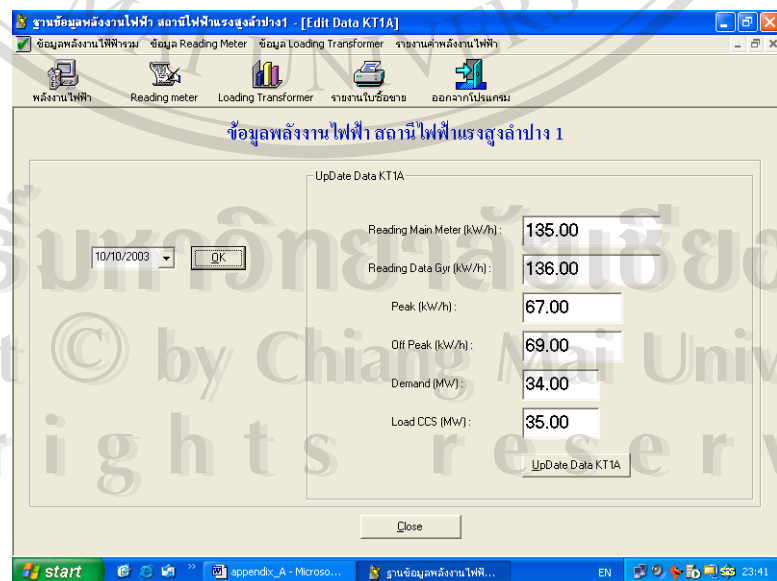 ฐานข้อมูลพลังงานไฟฟ้า สถานีไฟฟ้าแรงสูงลำปาง1 - [Edit Data KT1A]
ข้อมูลพลังงานไฟฟ้ารวม ข้อมูล Reading Meter ข้อมูล Loading Transformer รายงานค่าพลังงานไฟฟ้า
พลังงานไฟฟ้า Reading meter Loading Transformer รายงานใบซื้อขาย ออกจากโปรแกรม
ข้อมูลพลังงานไฟฟ้า สถานีไฟฟ้าแรงสูงลำปาง 1
UpDate Data KT1A
Reading Main Meter (kW/h) : 135.00
10/10/2003 OK
Reading Data Gyr (kW/h) : 136.00
Peak (kW/h) : 67.00
Off Peak (kW/h) : 69.00
Demand (MW) : 34.00
Load CCS (MW) : 35.00
UpDate Data KT1A
Close
start appendix_A - Microso... ฐานข้อมูลพลังงานไฟฟ้... EN 23:41
© by Chiang Mai Univ
rights reserv